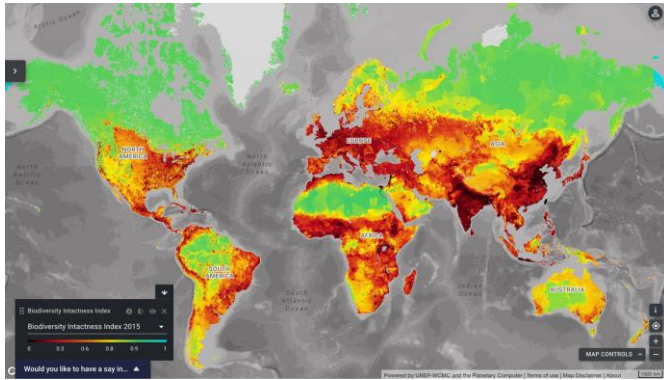 Arctic Ocean
NORTH
AMERICA
EUROPE
ASIA
North
Pacific
Ocean
North
Atlantic
Ocean
AFRICA
SOUTH
AMERICA
South
Atlantic
Ocean
Indian
Ocean
AUSTRALIA
Biodiversity Intactness Index
Biodiversity Intactness Index 2015
0 0.3 0.6 0.9 1
Would you like to have a say in...
MAP CONTROLS
Powered by UNEP-WCMC and the Planetary Computer | Terms of use | Map Disclaimer | About
1000 km